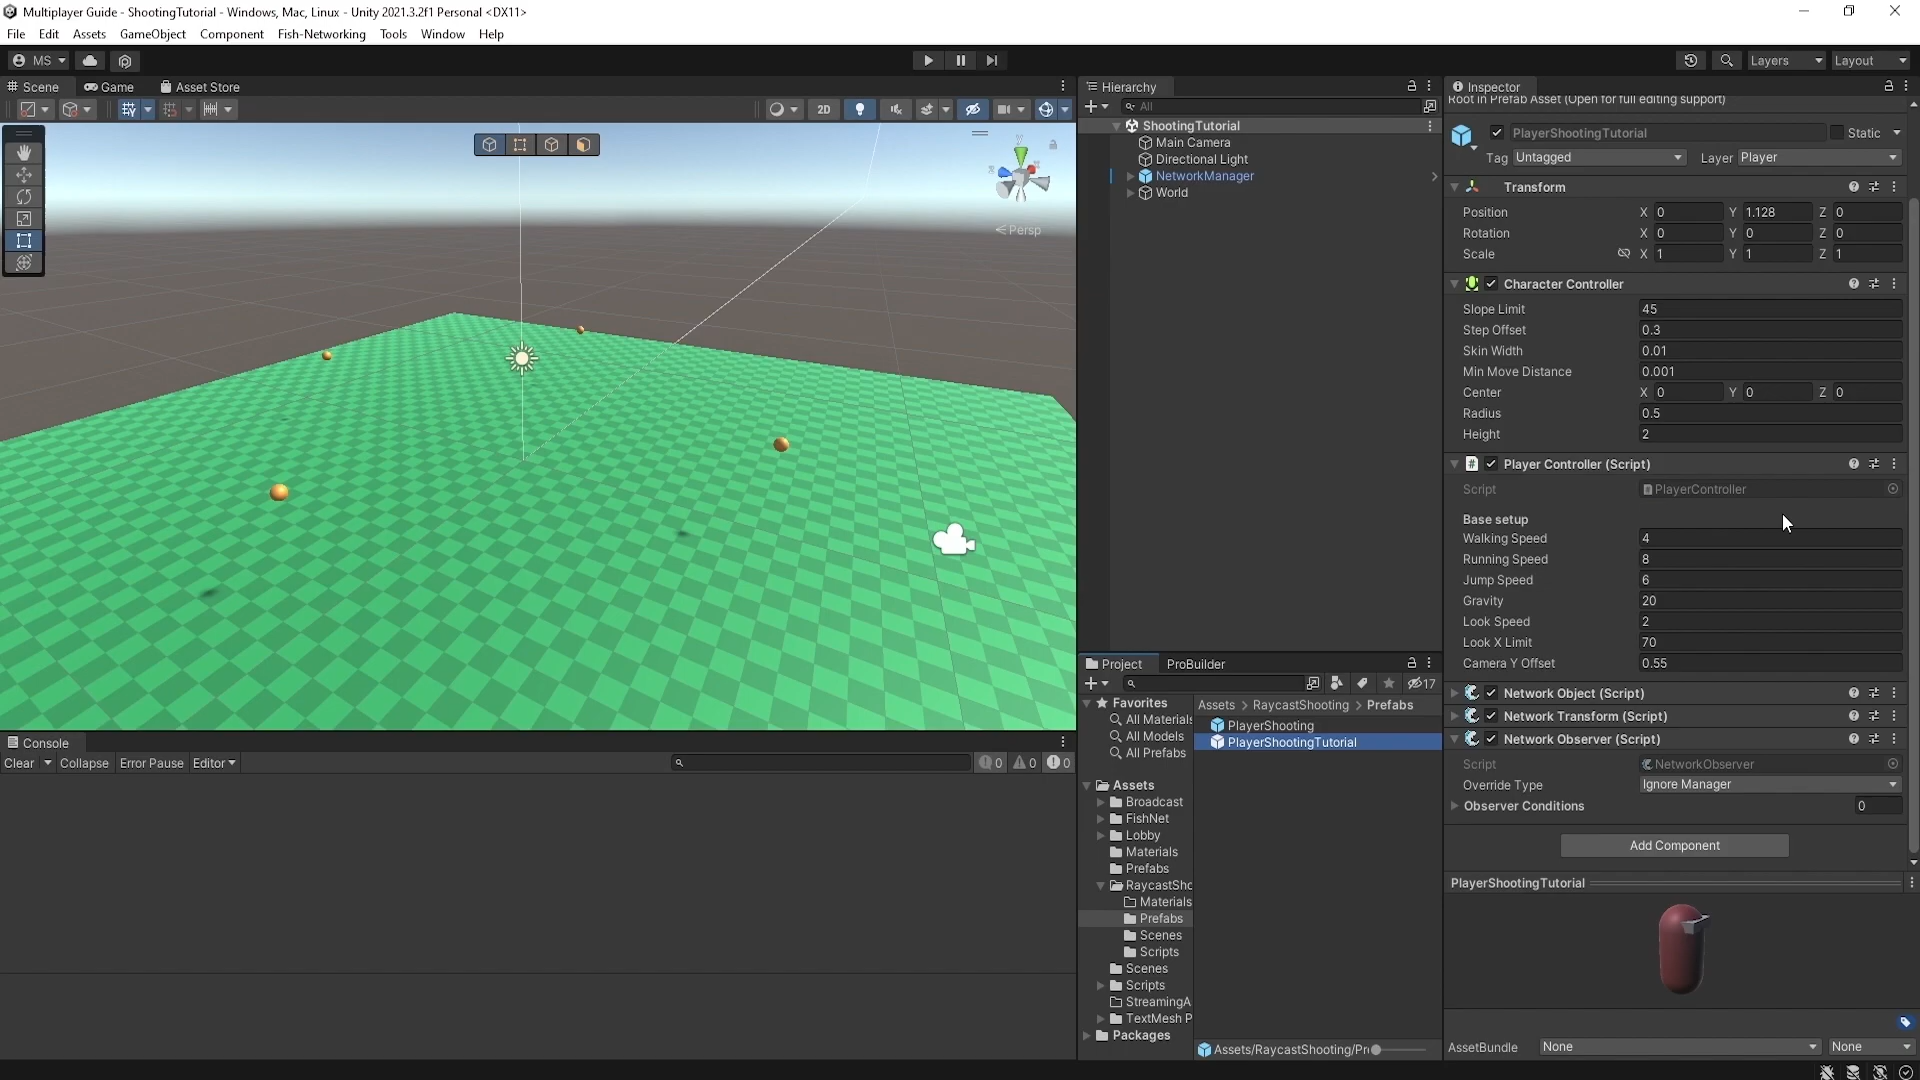 Multiplayer Guide - ShootingTutorial - Windows, Mac, Linux - Unity 2021.3.2f1 Personal <DX11>
File Edit Assets GameObject Component Fish-Networking Tools Window Help
MS Layers Layout
Scene Game Asset Store
2D
Persp
Console
Clear Collapse Error Pause Editor 0 0 0
Hierarchy
All
ShootingTutorial
Main Camera
Directional Light
NetworkManager
World
Project ProBuilder
17
Favorites
All Materials
All Models
All Prefabs
Assets
Broadcast
FishNet
Lobby
Materials
Prefabs
RaycastSho
Materials
Prefabs
Scenes
Scripts
Scenes
Scripts
StreamingA
TextMesh P
Packages
Assets > RaycastShooting > Prefabs
PlayerShooting
PlayerShootingTutorial
Assets/RaycastShooting/Pr
Inspector
Root in Prefab Asset (Open for full editing support)
PlayerShootingTutorial Static
Tag Untagged Layer Player
Transform
Position X 0 Y 1.128 Z 0
Rotation X 0 Y 0 Z 0
Scale X 1 Y 1 Z 1
Character Controller
Slope Limit 45
Step Offset 0.3
Skin Width 0.01
Min Move Distance 0.001
Center X 0 Y 0 Z 0
Radius 0.5
Height 2
Player Controller (Script)
Script PlayerController
Base setup
Walking Speed 4
Running Speed 8
Jump Speed 6
Gravity 20
Look Speed 2
Look X Limit 70
Camera Y Offset 0.55
Network Object (Script)
Network Transform (Script)
Network Observer (Script)
Script NetworkObserver
Override Type Ignore Manager
Observer Conditions 0
Add Component
PlayerShootingTutorial
AssetBundle None None